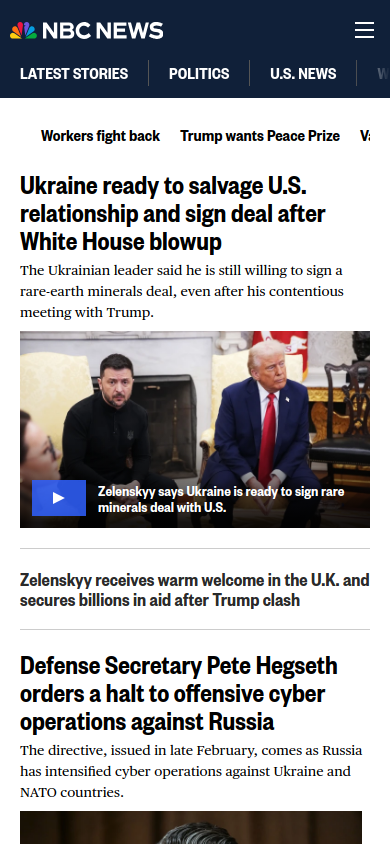 NBC NEWS
LATEST STORIES
POLITICS
U.S. NEWS
Workers fight back
Trump wants Peace Prize
Ukraine ready to salvage U.S.
relationship and sign deal after
White House blowup
The Ukrainian leader said he is still willing to sign a
rare-earth minerals deal, even after his contentious
meeting with Trump.
Zelenskyy says Ukraine is ready to sign rare
minerals deal with U.S.
Zelenskyy receives warm welcome in the U.K. and
secures billions in aid after Trump clash
Defense Secretary Pete Hegseth
orders a halt to offensive cyber
operations against Russia
The directive, issued in late February, comes as Russia
has intensified cyber operations against Ukraine and
NATO countries.